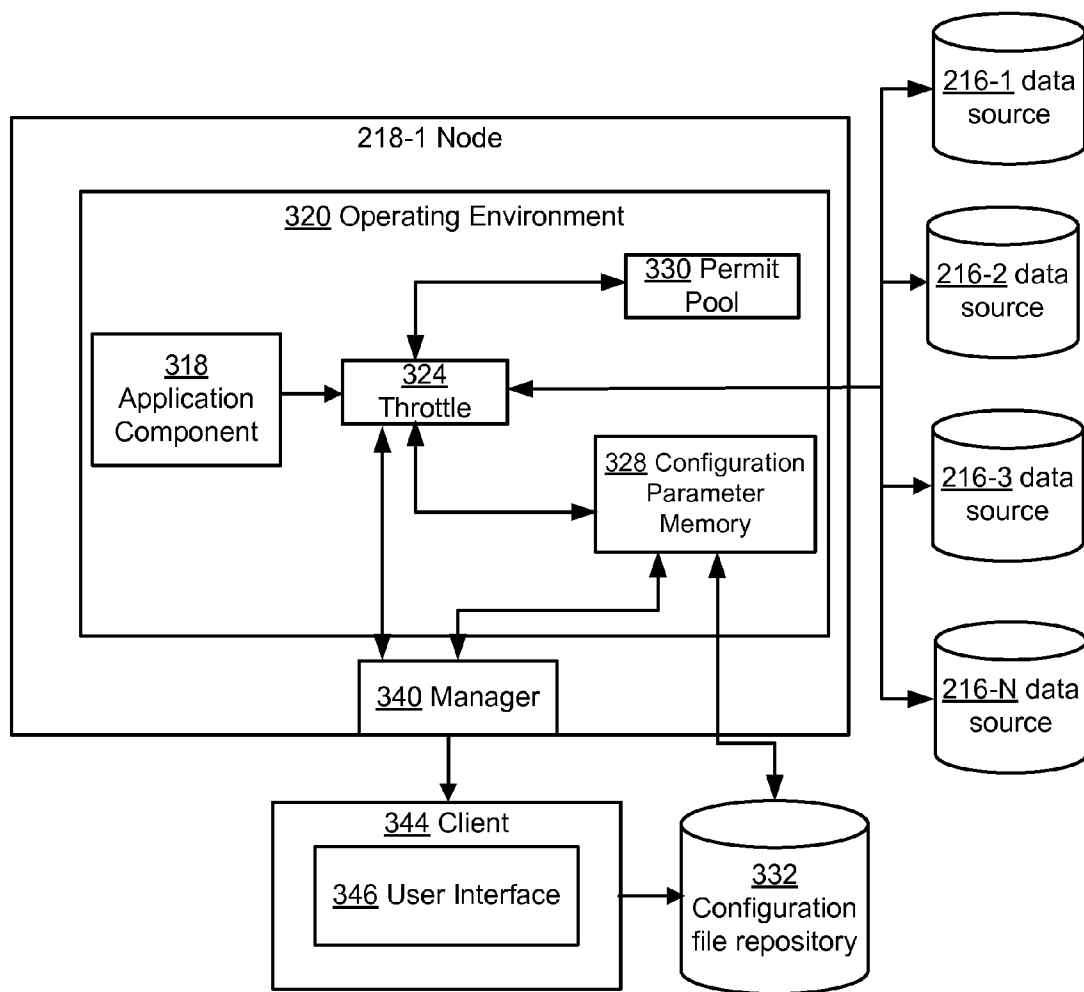 216-1 data
source
218-1 Node
320 Operating Environment
330 Permit
Pool
216-2 data
source
318
Application
Component
324
Throttle
328 Configuration
Parameter
Memory
216-3 data
source
340 Manager
216-N data
source
344 Client
346 User Interface
332
Configuration
file repository